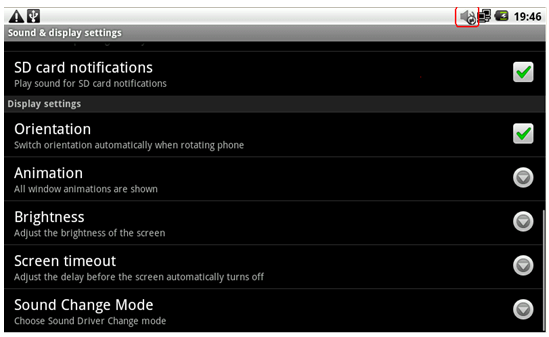 19:46
Sound & display settings
SD card notifications
Play sound for SD card notifications
Display settings
Orientation
Switch orientation automatically when rotating phone
Animation
All window animations are shown
Brightness
Adjust the brightness of the screen
Screen timeout
Adjust the delay before the screen automatically turns off
Sound Change Mode
Choose Sound Driver Change mode